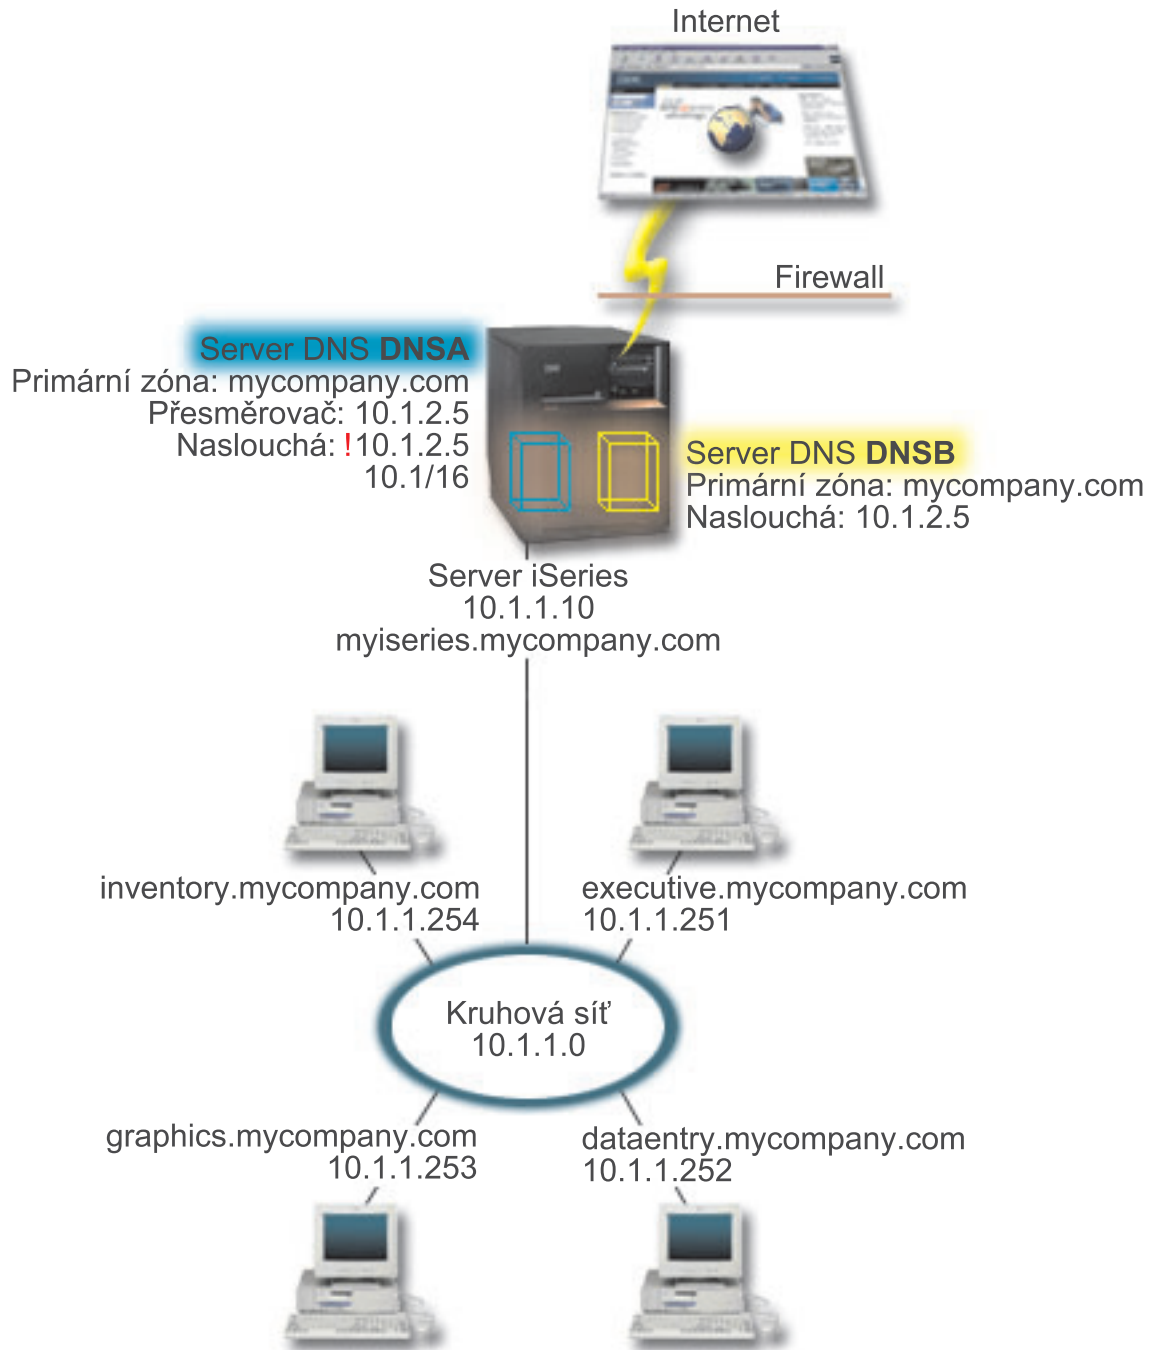 Internet
Firewall
Server DNS DNSA
Primární zóna: mycompany.com
Přesměrovač: 10.1.2.5
Naslouchá: !10.1.2.5
10.1/16
Server DNS DNSB
Primární zóna: mycompany.com
Naslouchá: 10.1.2.5
Server iSeries
10.1.1.10
myiseries.mycompany.com
inventory.mycompany.com
10.1.1.254
executive.mycompany.com
10.1.1.251
Kruhová síť
10.1.1.0
graphics.mycompany.com
10.1.1.253
dataentry.mycompany.com
10.1.1.252